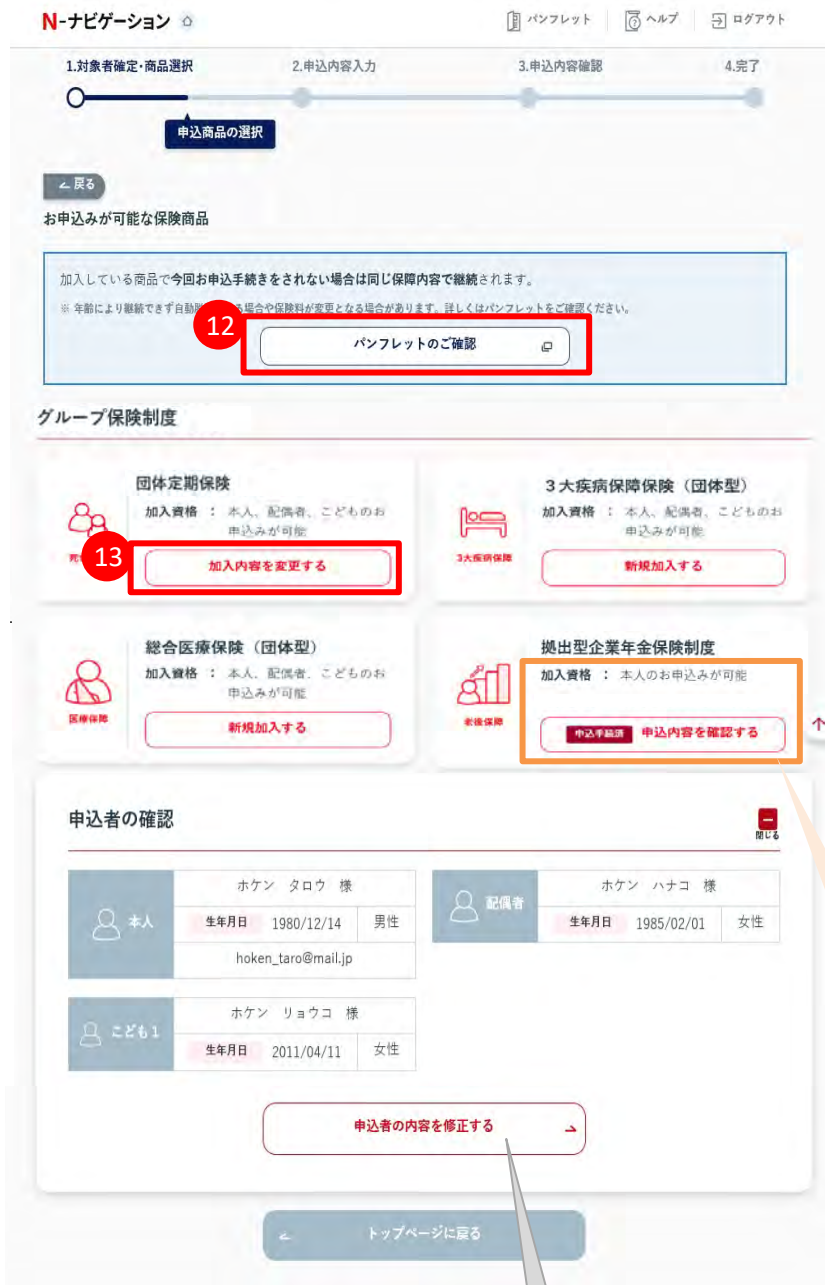 N-ナビゲーション
パンフレット
ヘルプ
ログアウト
1.対象者確定・商品選択
2.申込内容入力
3.申込内容確認
4.完了
申込商品の選択
戻る
お申込みが可能な保険商品
加入している商品で今回お申込手続きをされない場合は同じ保障内容で継続されます。
※ 年齢により継続できず自動 る場合や保険料が変更となる場合があります。詳しくはパンフレットをご確認ください。
12
パンフレットのご確認
グループ保険制度
団体定期保険
加入資格 : 本人、配偶者、こどものお
申込みが可能
13
加入内容を変更する
3大疾病保障保険(団体型)
加入資格 : 本人、配偶者、こどものお
申込みが可能
3大疾病保障
新規加入する
総合医療保険(団体型)
加入資格 : 本人、配偶者、こどものお
申込みが可能
医療保障
新規加入する
拠出型企業年金保険制度
加入資格 : 本人のお申込みが可能
老後保障
申込手続済 申込内容を確認する
申込者の確認
閉じる
本人
ホケン タロウ 様
生年月日 1980/12/14 男性
hoken_taro@mail.jp
配偶者
ホケン ハナコ 様
生年月日 1985/02/01 女性
こども1
ホケン リョウコ 様
生年月日 2011/04/11 女性
申込者の内容を修正する
トップページに戻る